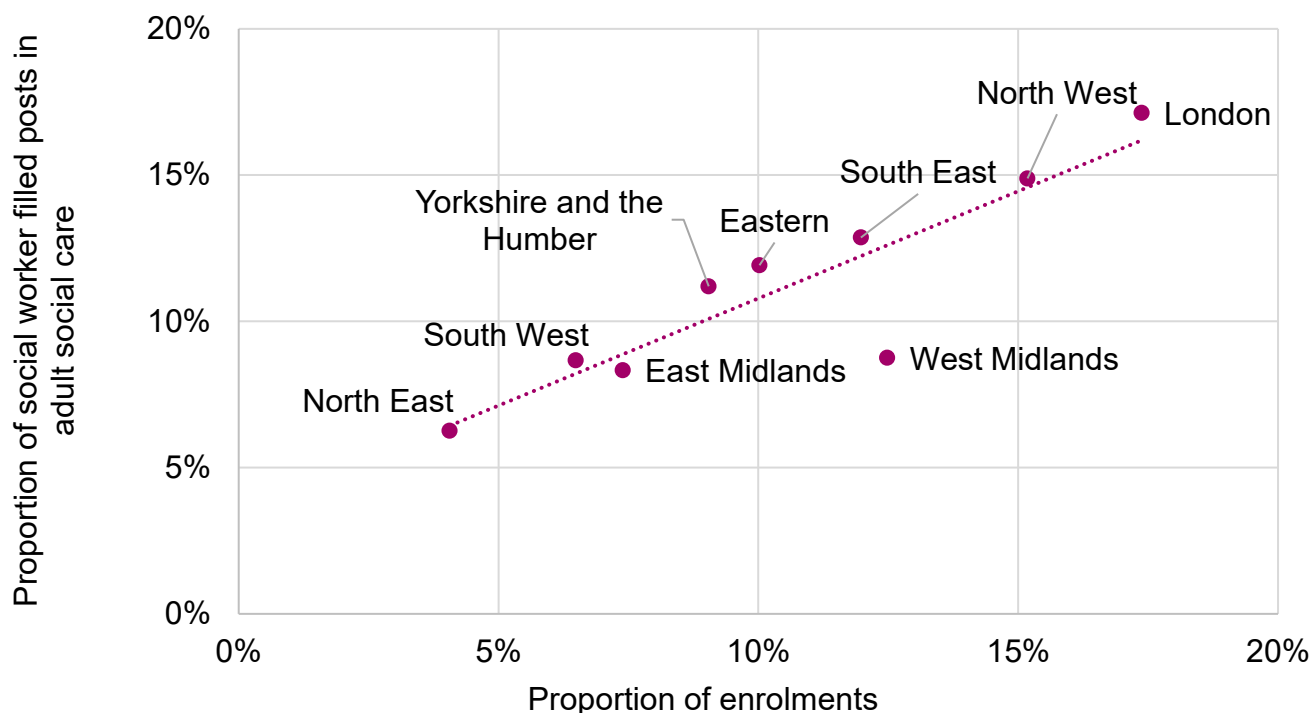 Proportion of social worker filled posts in
adult social care
20%
15%
10%
5%
0%
North West
London
South East
Yorkshire and the
Humber
Eastern
South West
East Midlands
West Midlands
North East
0%
5%
10%
15%
20%
Proportion of enrolments